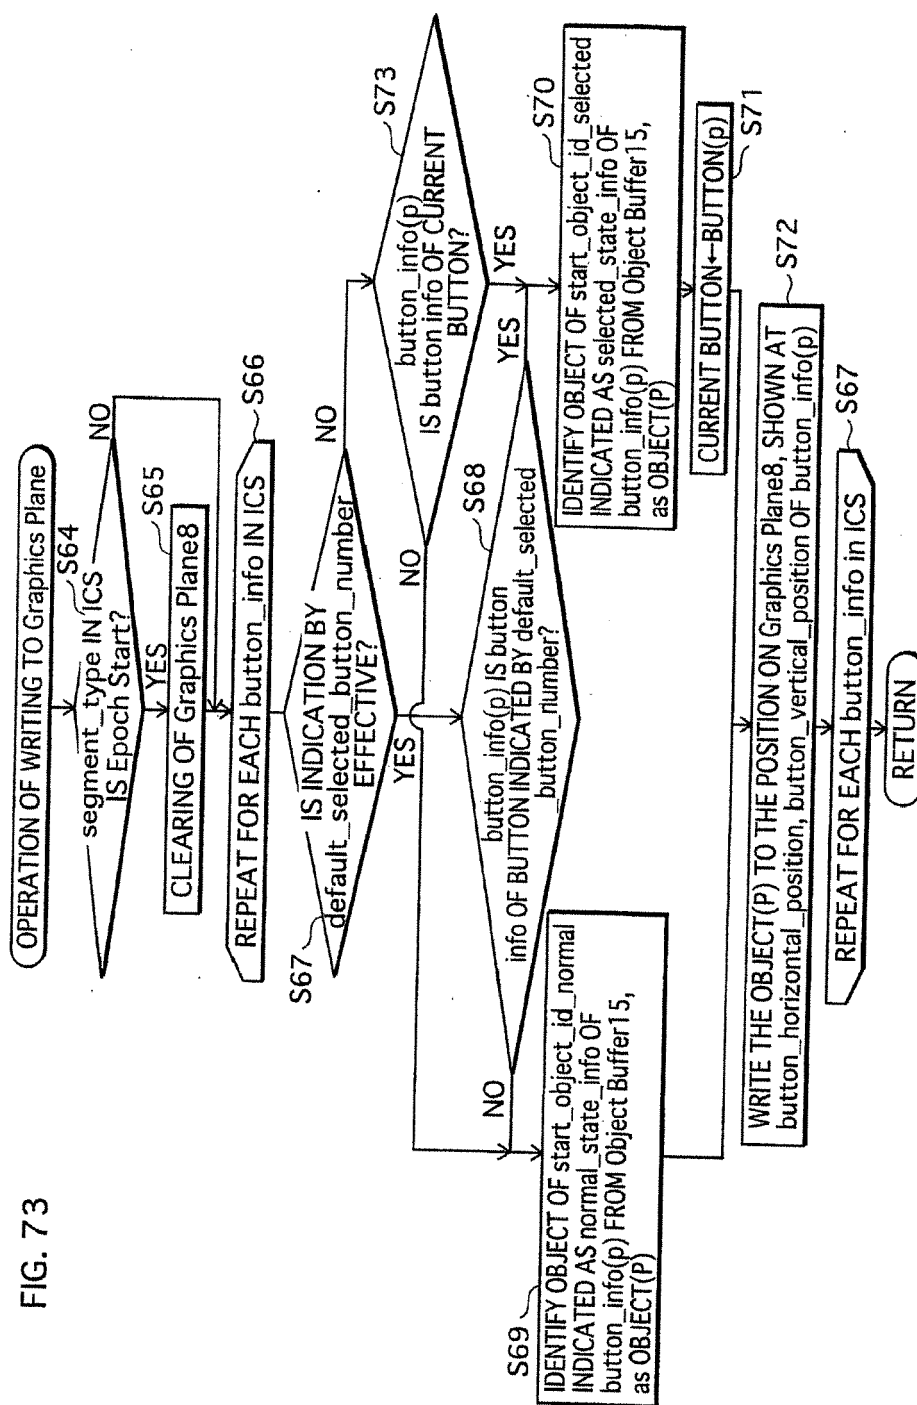 FIG. 73
OPERATION OF WRITING TO Graphics Plane
S64
segment_type IN ICS
IS Epoch Start?
NO
YES
S65
CLEARING OF Graphics Plane8
S66
REPEAT FOR EACH button_info IN ICS
S67
IS INDICATION BY
default_selected_button_number
EFFECTIVE?
NO
YES
S73
button_info(p)
IS button info OF CURRENT
BUTTON?
NO
YES
S68
button_info(p) IS button
info OF BUTTON INDICATED BY default_selected
_button_number?
NO
YES
S69
IDENTIFY OBJECT OF start_object_id_normal
INDICATED AS normal_state_info OF
button_info(p) FROM Object Buffer15,
as OBJECT(P)
S70
IDENTIFY OBJECT OF start_object_id_selected
INDICATED AS selected_state_info OF
button_info(p) FROM Object Buffer15,
as OBJECT(P)
S71
CURRENT BUTTON←BUTTON(p)
S72
WRITE THE OBJECT(P) TO THE POSITION ON Graphics Plane8, SHOWN AT
button_horizontal_position, button_vertical_position OF button_info(p)
S67
REPEAT FOR EACH button_info in ICS
RETURN